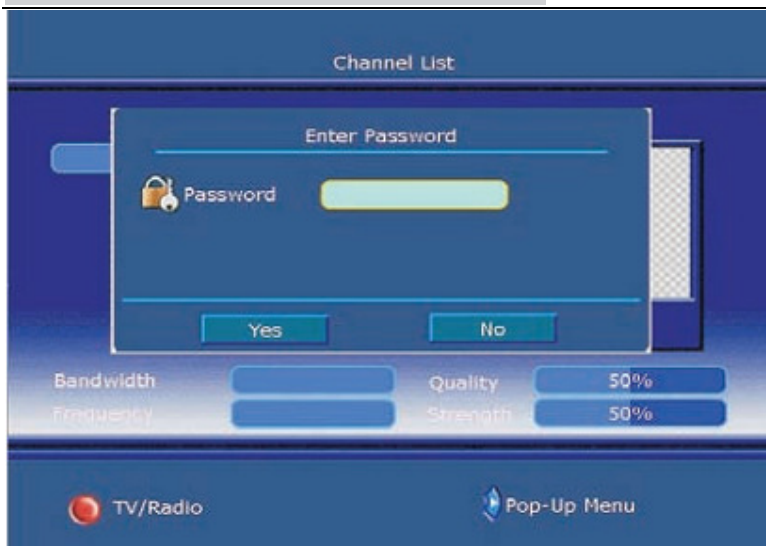 Channel List
Enter Password
Password
Yes No
Bandwidth Quality 50%
Frequency Strength 50%
TV/Radio Pop-Up Menu